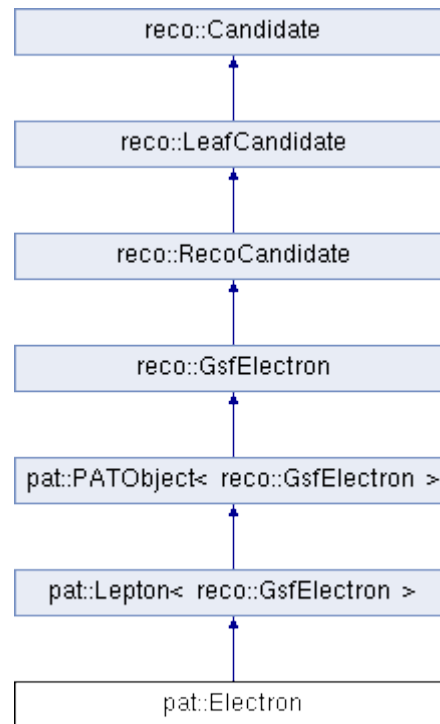 reco::Candidate
reco::LeafCandidate
reco::RecoCandidate
reco::GsfElectron
pat::PATObject< reco::GsfElectron >
pat::Lepton< reco::GsfElectron >
pat::Electron